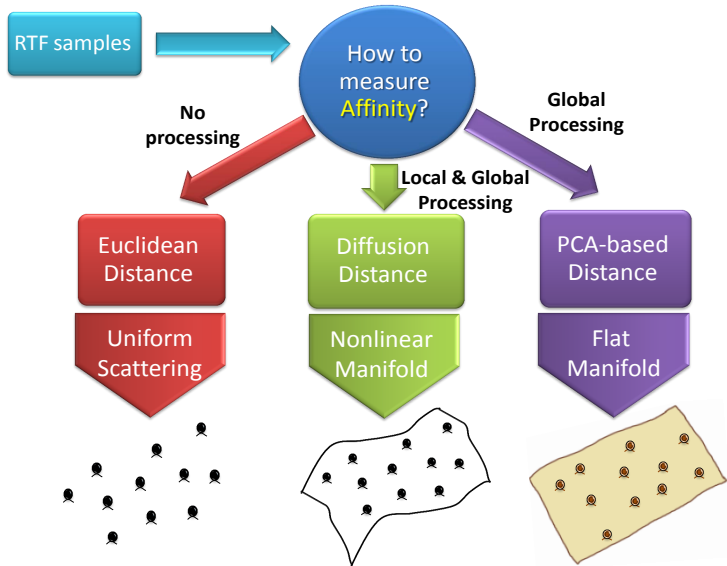 RTF samples
How to
measure
Affinity?
No
processing
Global
Processing
Local & Global
Processing
Euclidean
Distance
Diffusion
Distance
PCA-based
Distance
Uniform
Scattering
Nonlinear
Manifold
Flat
Manifold